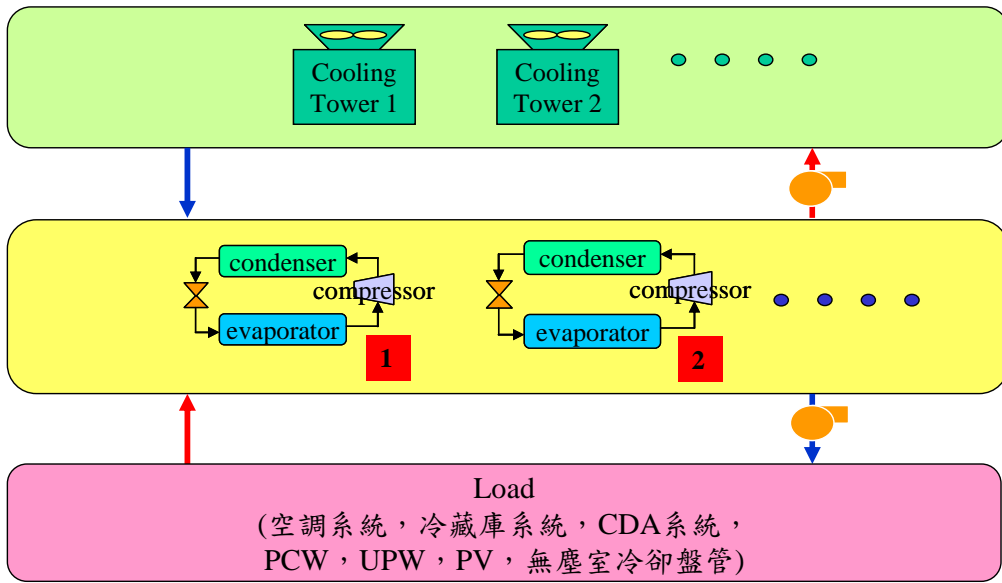 Cooling
Tower 1
Cooling
Tower 2
condenser
compressor
evaporator
1
condenser
compressor
evaporator
2
Load
(空調系統，冷藏庫系統，CDA系統，
PCW，UPW，PV，無塵室冷卻盤管)